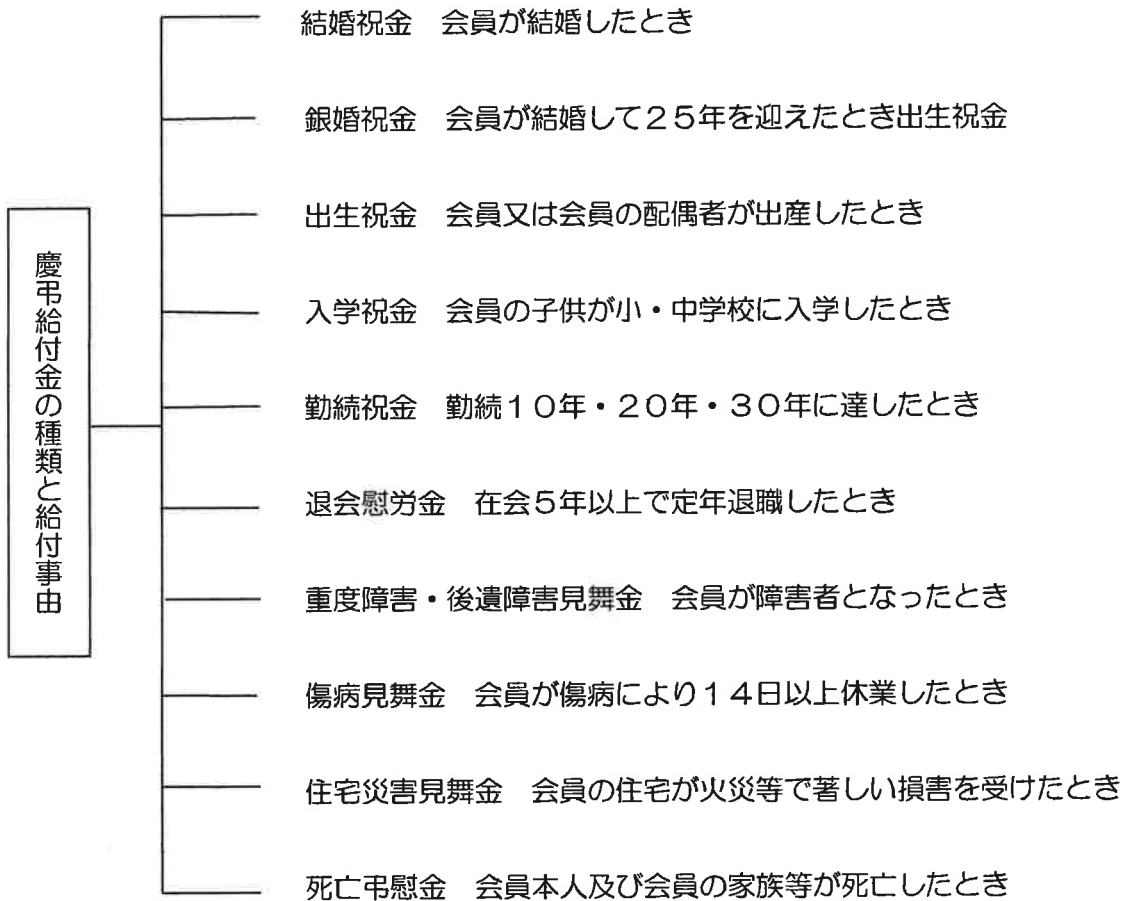 慶弔給付金の種類と給付事由
結婚祝金　会員が結婚したとき
銀婚祝金　会員が結婚して２５年を迎えたとき出生祝金
出生祝金　会員又は会員の配偶者が出産したとき
入学祝金　会員の子供が小・中学校に入学したとき
勤続祝金　勤続１０年・２０年・３０年に達したとき
退会慰労金　在会５年以上で定年退職したとき
重度障害・後遺障害見舞金　会員が障害者となったとき
傷病見舞金　会員が傷病により１４日以上休業したとき
住宅災害見舞金　会員の住宅が火災等で著しい損害を受けたとき
死亡弔慰金　会員本人及び会員の家族等が死亡したとき